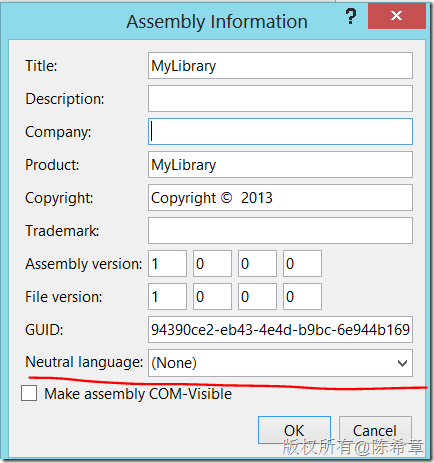 Assembly Information
? x
Title: MyLibrary
Description:
Company:
Product: MyLibrary
Copyright: Copyright © 2013
Trademark:
Assembly version: 1 0 0 0
File version: 1 0 0 0
GUID: 94390ce2-eb43-4e4d-b9bc-6e944b169
Neutral language: (None)
Make assembly COM-Visible
OK Cancel
版权所有@陈希章